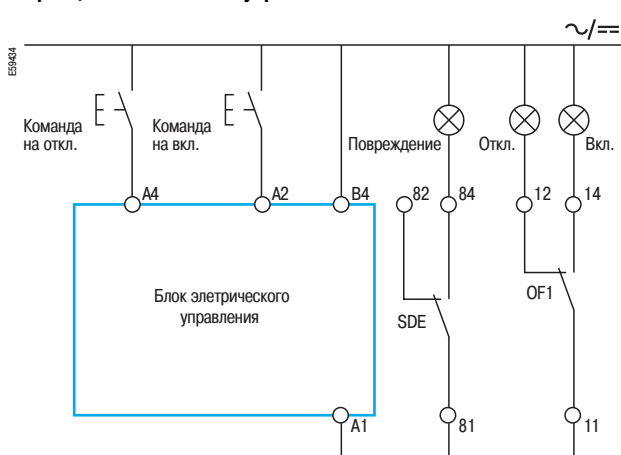 ∼/==
E59434
Команда
на откл.
Команда
на вкл.
Повреждение
Откл.
Вкл.
A4
A2
B4
82
84
12
14
Блок элетрического
управления
SDE
OF1
A1
81
11